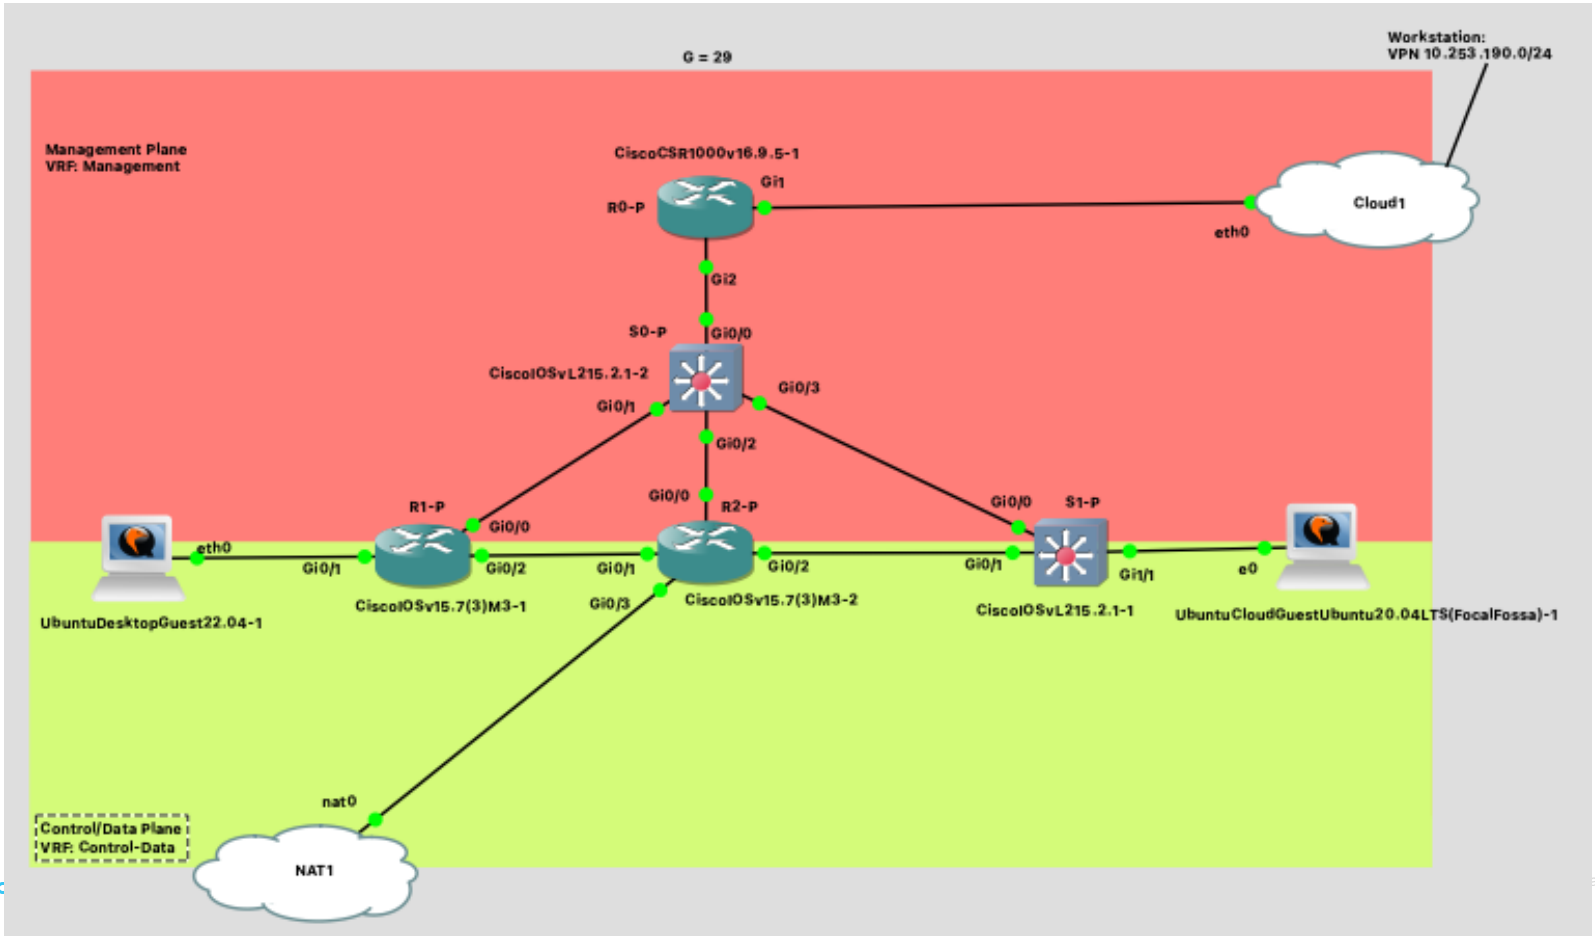 G = 29
Workstation:
VPN 10.253.190.0/24
Management Plane
VRF: Management
CiscoCSR1000v16.9.5-1
Gi1
R0-P
Cloud1
eth0
Gi2
S0-P
Gi0/0
CiscoIOSvL215.2.1-2
Gi0/3
Gi0/1
Gi0/2
Gi0/0
R1-P
R2-P
Gi0/0
S1-P
Gi0/0
eth0
Gi0/1
Gi0/2
Gi0/1
Gi0/2
Gi0/1
Gi1/1
e0
UbuntuDesktopGuest22.04-1
CiscoIOSv15.7(3)M3-1
Gi0/3
CiscoIOSv15.7(3)M3-2
CiscoIOSvL215.2.1-1
UbuntuCloudGuestUbuntu20.04LTS(FocalFossa)-1
nat0
Control/Data Plane
VRF: Control-Data
NAT1